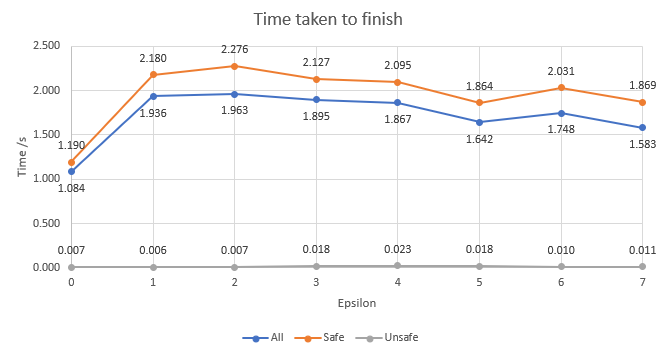 Time taken to finish
2.500
2.000
1.500
1.000
0.500
0.000
Time /s
1.190 2.180 2.276 2.127 2.095 1.864 2.031 1.869
1.084 1.936 1.963 1.895 1.867 1.642 1.748 1.583
0.007 0.006 0.007 0.018 0.023 0.018 0.010 0.011
0 1 2 3 4 5 6 7
Epsilon
All Safe Unsafe